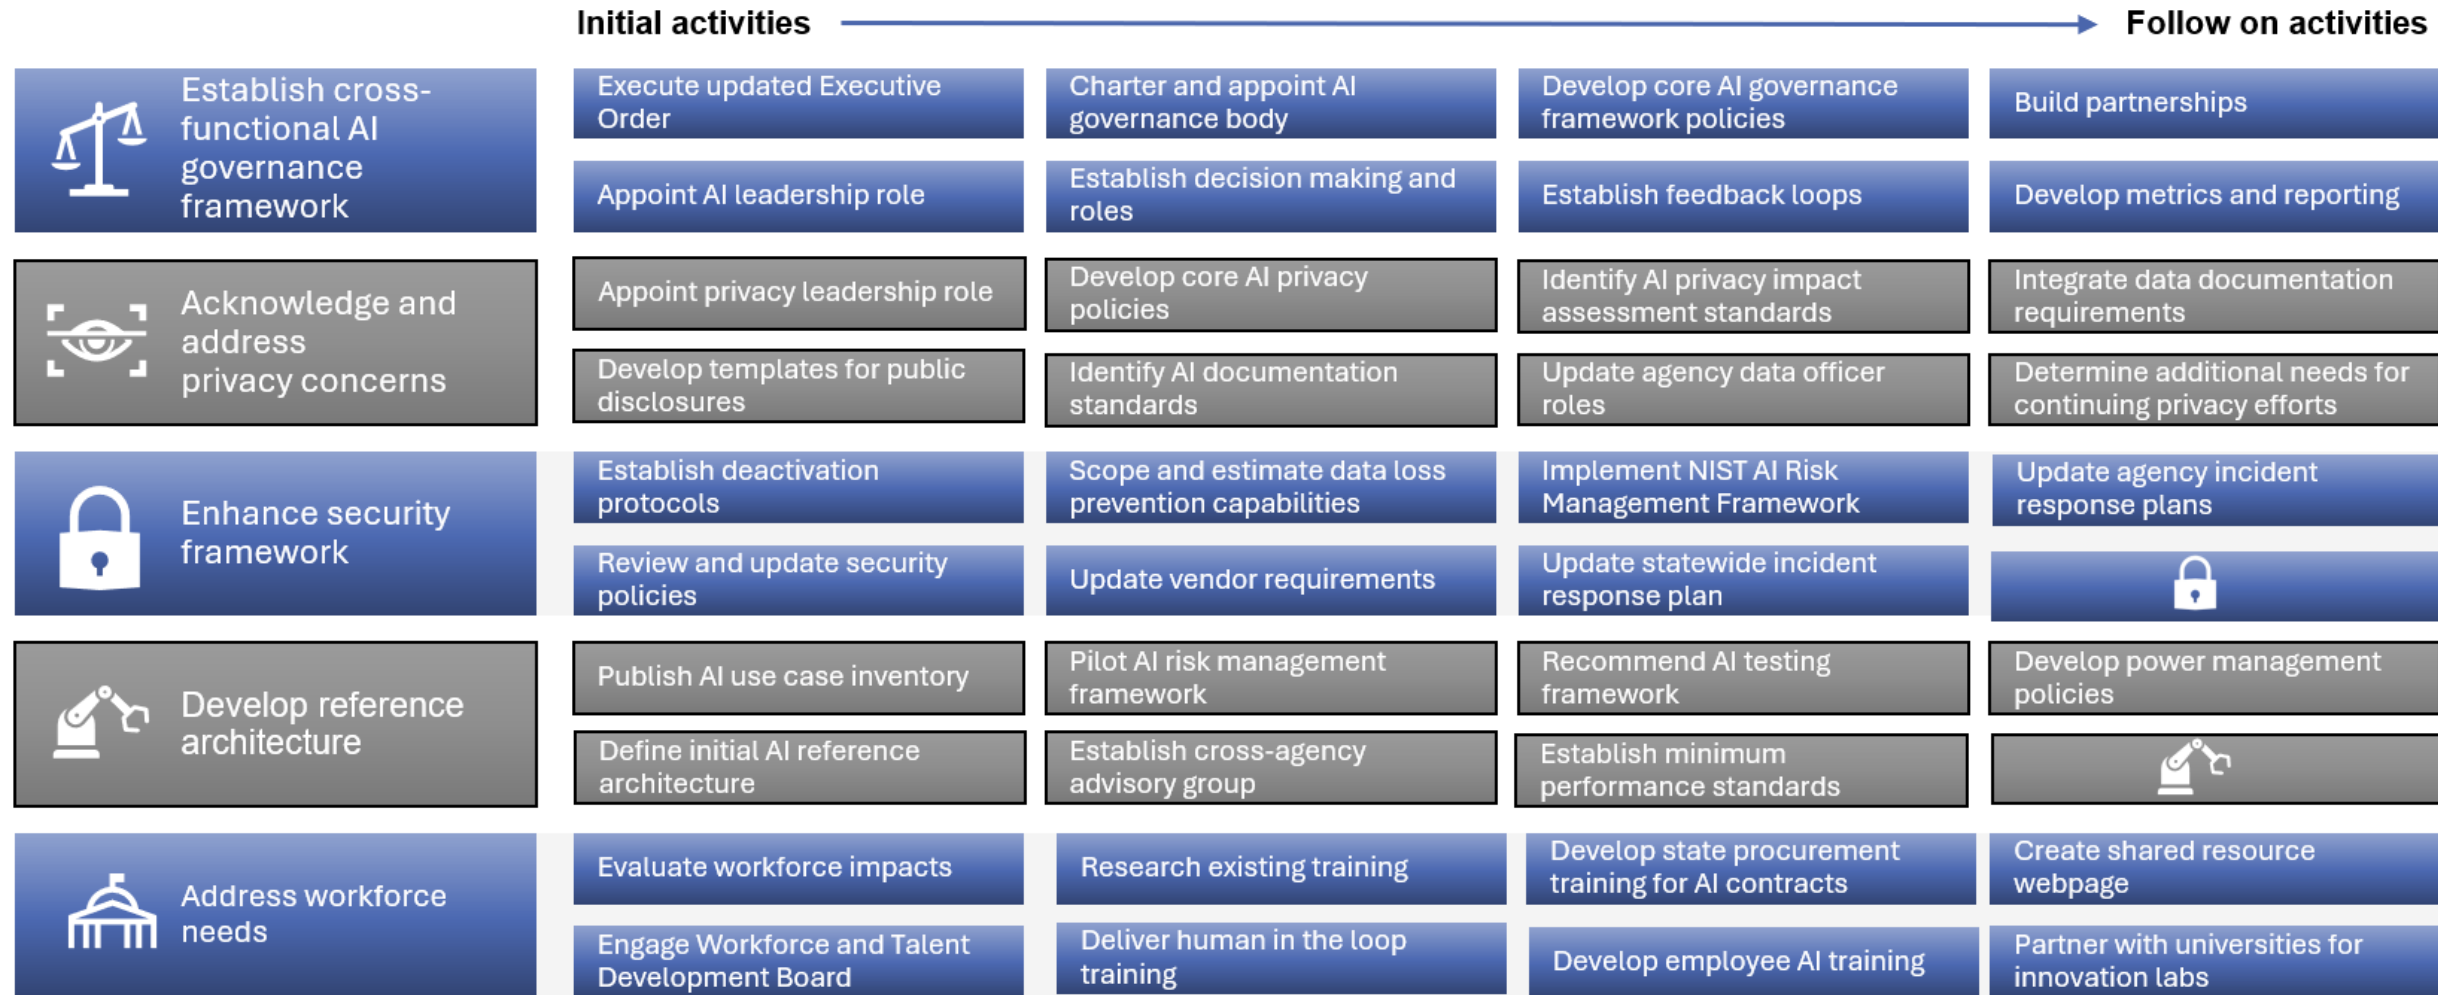 Initial activities
Follow on activities
Establish cross-
functional AI
governance
framework
Execute updated Executive
Order
Charter and appoint AI
governance body
Develop core AI governance
framework policies
Build partnerships
Appoint AI leadership role
Establish decision making and
roles
Establish feedback loops
Develop metrics and reporting
Acknowledge and
address
privacy concerns
Appoint privacy leadership role
Develop core AI privacy
policies
Identify AI privacy impact
assessment standards
Integrate data documentation
requirements
Develop templates for public
disclosures
Identify AI documentation
standards
Update agency data officer
roles
Determine additional needs for
continuing privacy efforts
Enhance security
framework
Establish deactivation
protocols
Scope and estimate data loss
prevention capabilities
Implement NIST AI Risk
Management Framework
Update agency incident
response plans
Review and update security
policies
Update vendor requirements
Update statewide incident
response plan
Develop reference
architecture
Publish AI use case inventory
Pilot AI risk management
framework
Recommend AI testing
framework
Develop power management
policies
Define initial AI reference
architecture
Establish cross-agency
advisory group
Establish minimum
performance standards
Address workforce
needs
Evaluate workforce impacts
Research existing training
Develop state procurement
training for AI contracts
Create shared resource
webpage
Engage Workforce and Talent
Development Board
Deliver human in the loop
training
Develop employee AI training
Partner with universities for
innovation labs